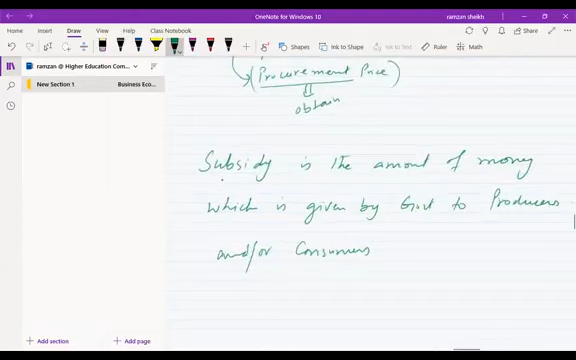 OneNote for Windows 10
ramzan sheikh
Home Insert Draw View Help Class Notebook
Share
Shapes Ink to Shape Ink to Text Ruler Math
ramzan @ Higher Education Com...
New Section 1
Business Eco...
(Procurement Price)
obtain
Subsidy is the amount of money
which is given by Govt to Producers
and/or Consumers
Add section Add page